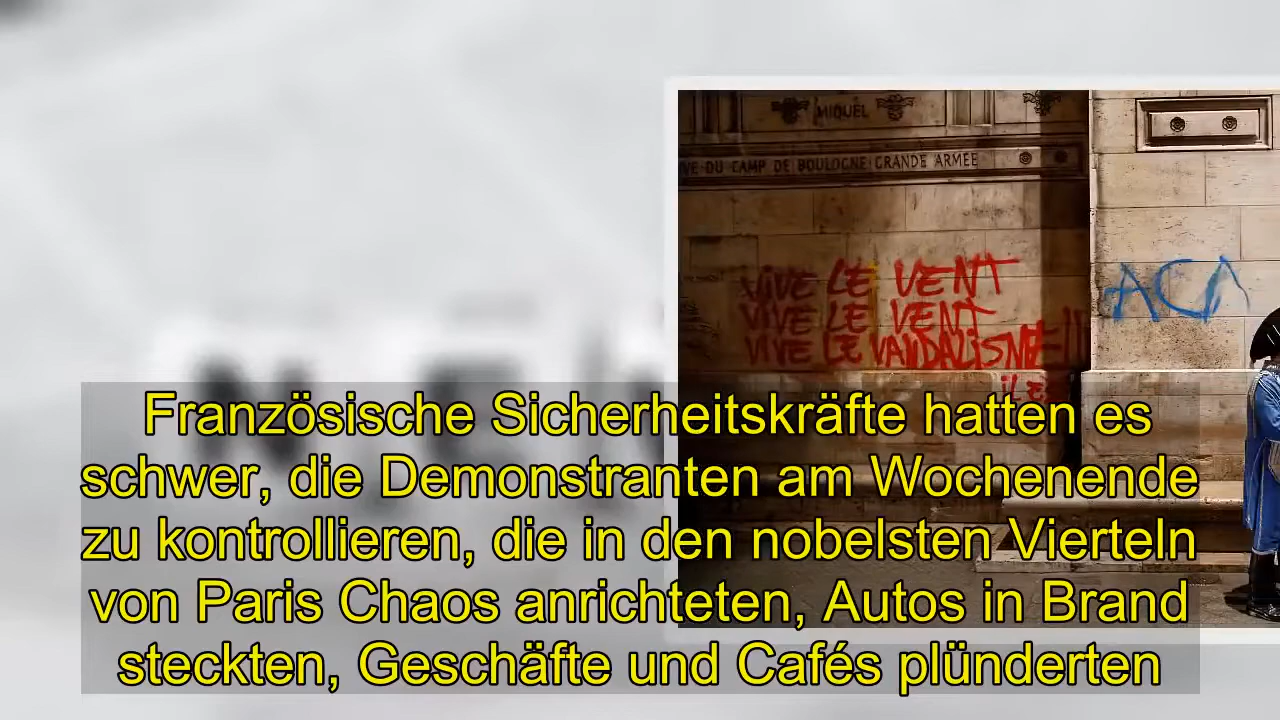 MIQUEL
VE DU CAMP DE BOULOGNE GRANDE ARMÉE
VIVE LE VENT
VIVE LE VENT
VIVE LE VANDALISME
ACA
Französische Sicherheitskräfte hatten es
schwer, die Demonstranten am Wochenende
zu kontrollieren, die in den nobelsten Vierteln
von Paris Chaos anrichteten, Autos in Brand
steckten, Geschäfte und Cafés plünderten